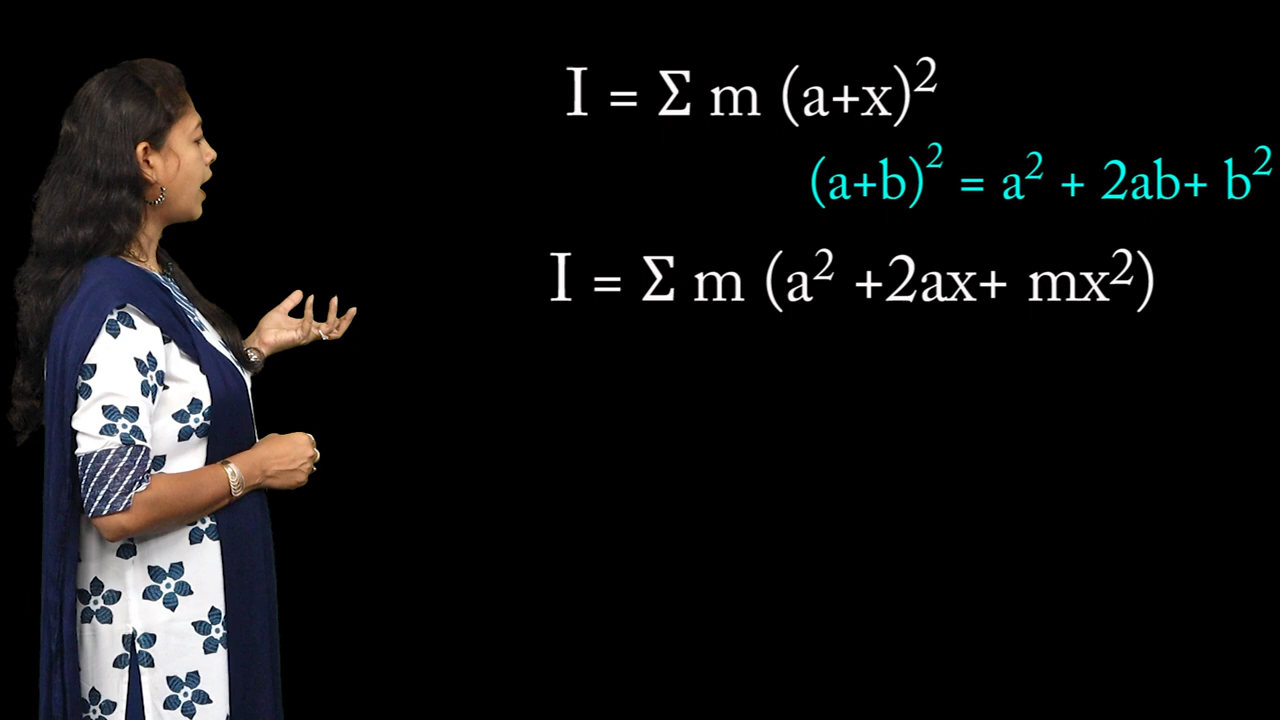 I = Σ m (a+x)²
(a+b)² = a² + 2ab+ b²
I = Σ m (a² +2ax+ mx²)